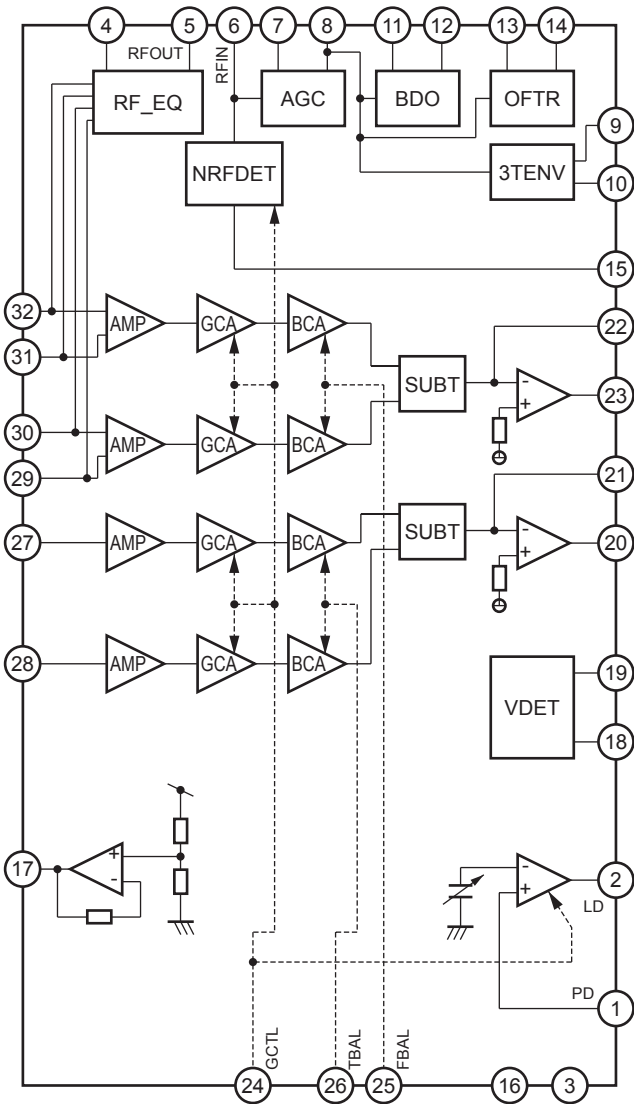 4 5 6 7 8 11 12 13 14
RFOUT RFIN
RF_EQ AGC BDO OFTR
9
NRFDET 3TENV
10
15
32 AMP GCA BCA 22
31 SUBT - + 23
30 AMP GCA BCA
29 21
27 AMP GCA BCA SUBT - + 20
28 AMP GCA BCA 19
VDET
18
17 + - - + 2
LD
PD 1
GCTL TBAL FBAL
24 26 25 16 3